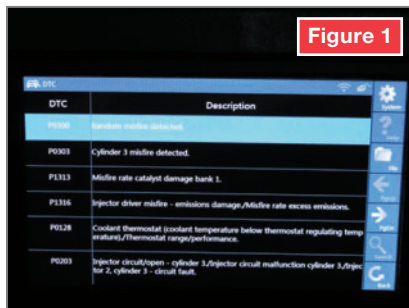 Figure 1
DTC
DTC Description
System
P0300 Random misfire detected.
Help
P0303 Cylinder 3 misfire detected.
File
P1313 Misfire rate catalyst damage bank 1.
P1316 Injector driver misfire - emissions damage./Misfire rate excess emissions.
P0128 Coolant thermostat (coolant temperature below thermostat regulating temp
erature)./Thermostat range/performance.
P0203 Injector circuit/open - cylinder 3./Injector circuit malfunction cylinder 3./Injec
tor 2, cylinder 3 - circuit fault.
Back